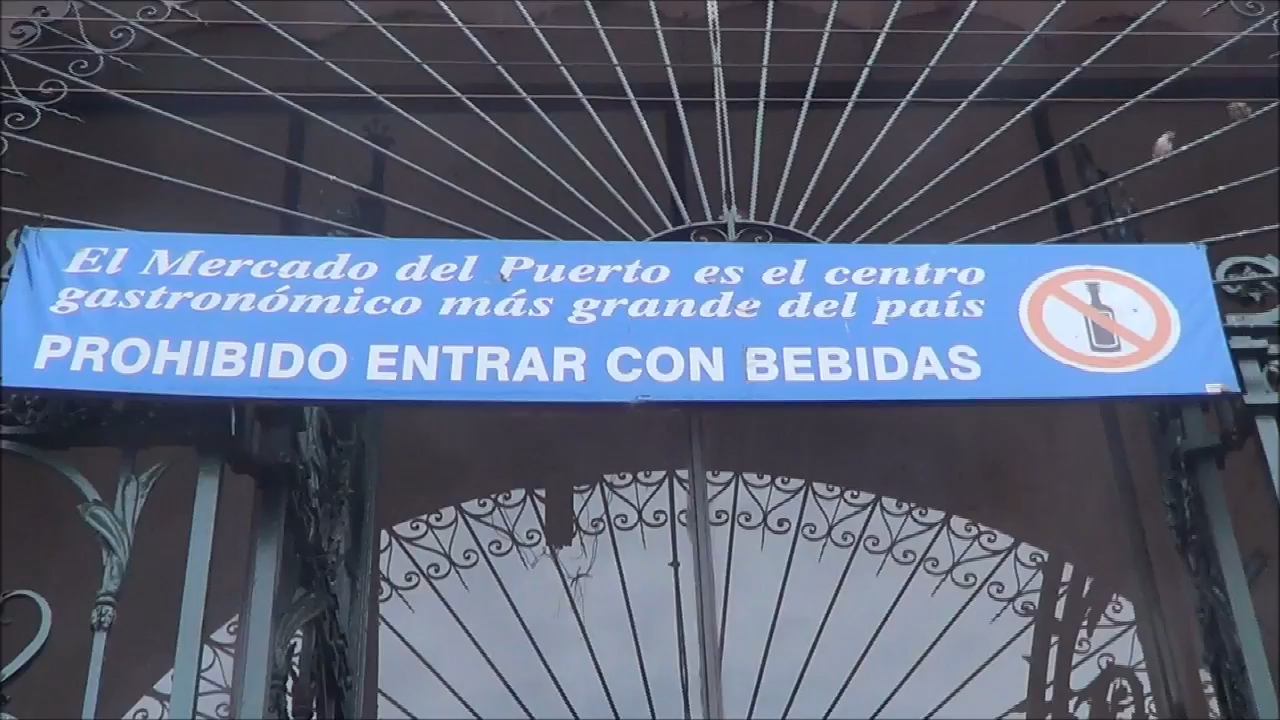 El Mercado del Puerto es el centro
gastronómico más grande del país
PROHIBIDO ENTRAR CON BEBIDAS